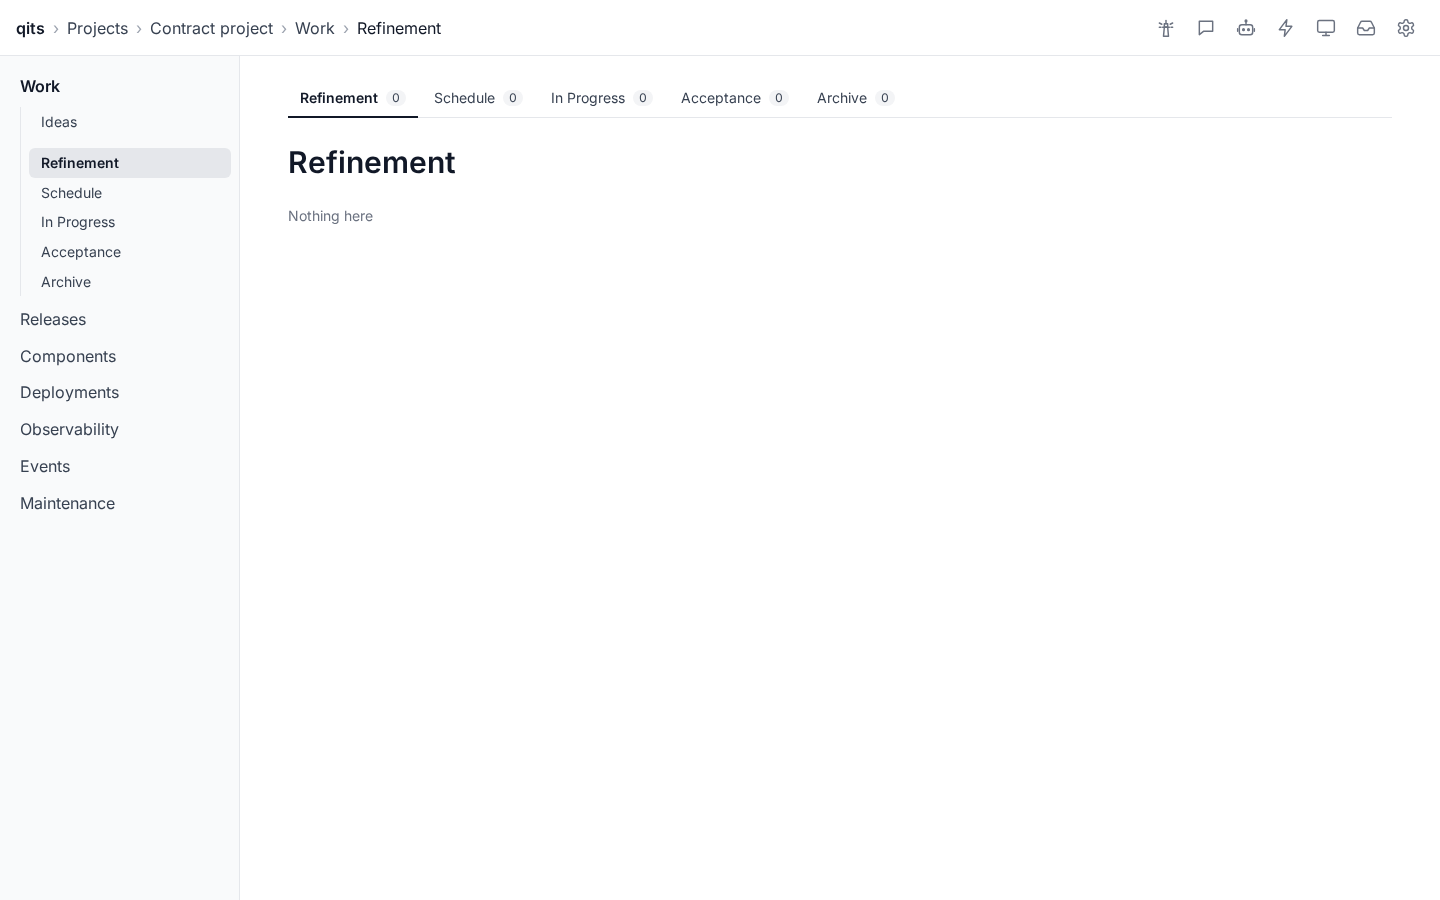 qits › Projects › Contract project › Work › Refinement
Work
Ideas
Refinement
Schedule
In Progress
Acceptance
Archive
Releases
Components
Deployments
Observability
Events
Maintenance
Refinement 0 Schedule 0 In Progress 0 Acceptance 0 Archive 0
Refinement
Nothing here